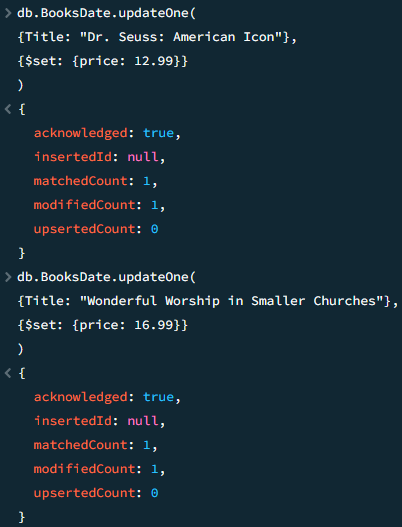 > db.BooksDate.updateOne(
{Title: "Dr. Seuss: American Icon"},
{$set: {price: 12.99}}
)
< {
acknowledged: true,
insertedId: null,
matchedCount: 1,
modifiedCount: 1,
upsertedCount: 0
}
> db.BooksDate.updateOne(
{Title: "Wonderful Worship in Smaller Churches"},
{$set: {price: 16.99}}
)
< {
acknowledged: true,
insertedId: null,
matchedCount: 1,
modifiedCount: 1,
upsertedCount: 0
}